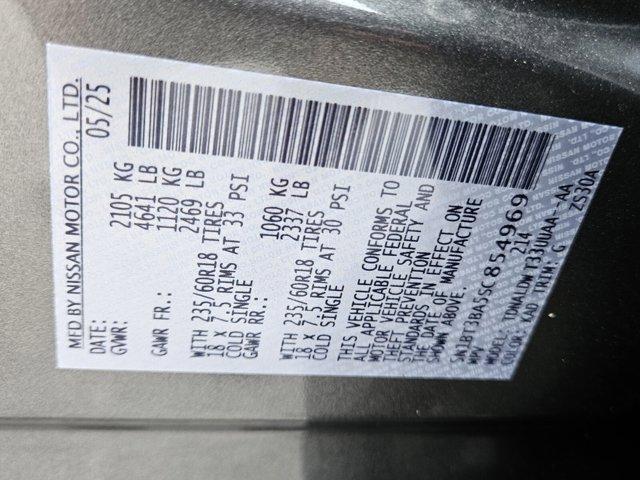 MFD BY NISSAN MOTOR CO., LTD.
DATE: 05/25
GVWR: 2105 KG
4641 LB
GAWR FR.: 1120 KG
2469 LB
WITH 235/60R18 TIRES
18 X 7.5 RIMS AT 33 PSI
COLD SINGLE
GAWR RR.: 1060 KG
2337 LB
WITH 235/60R18 TIRES
18 X 7.5 RIMS AT 30 PSI
COLD SINGLE
THIS VEHICLE CONFORMS TO
ALL APPLICABLE FEDERAL
MOTOR VEHICLE SAFETY AND
THEFT PREVENTION
STANDARDS IN EFFECT ON
THE DATE OF MANUFACTURE
SHOWN ABOVE.
JN8BT3BA5SC854969
MPV 214
MODEL: TDNALDW T33UUAA- AA
COLOR: KAD TRIM: G ZS30A